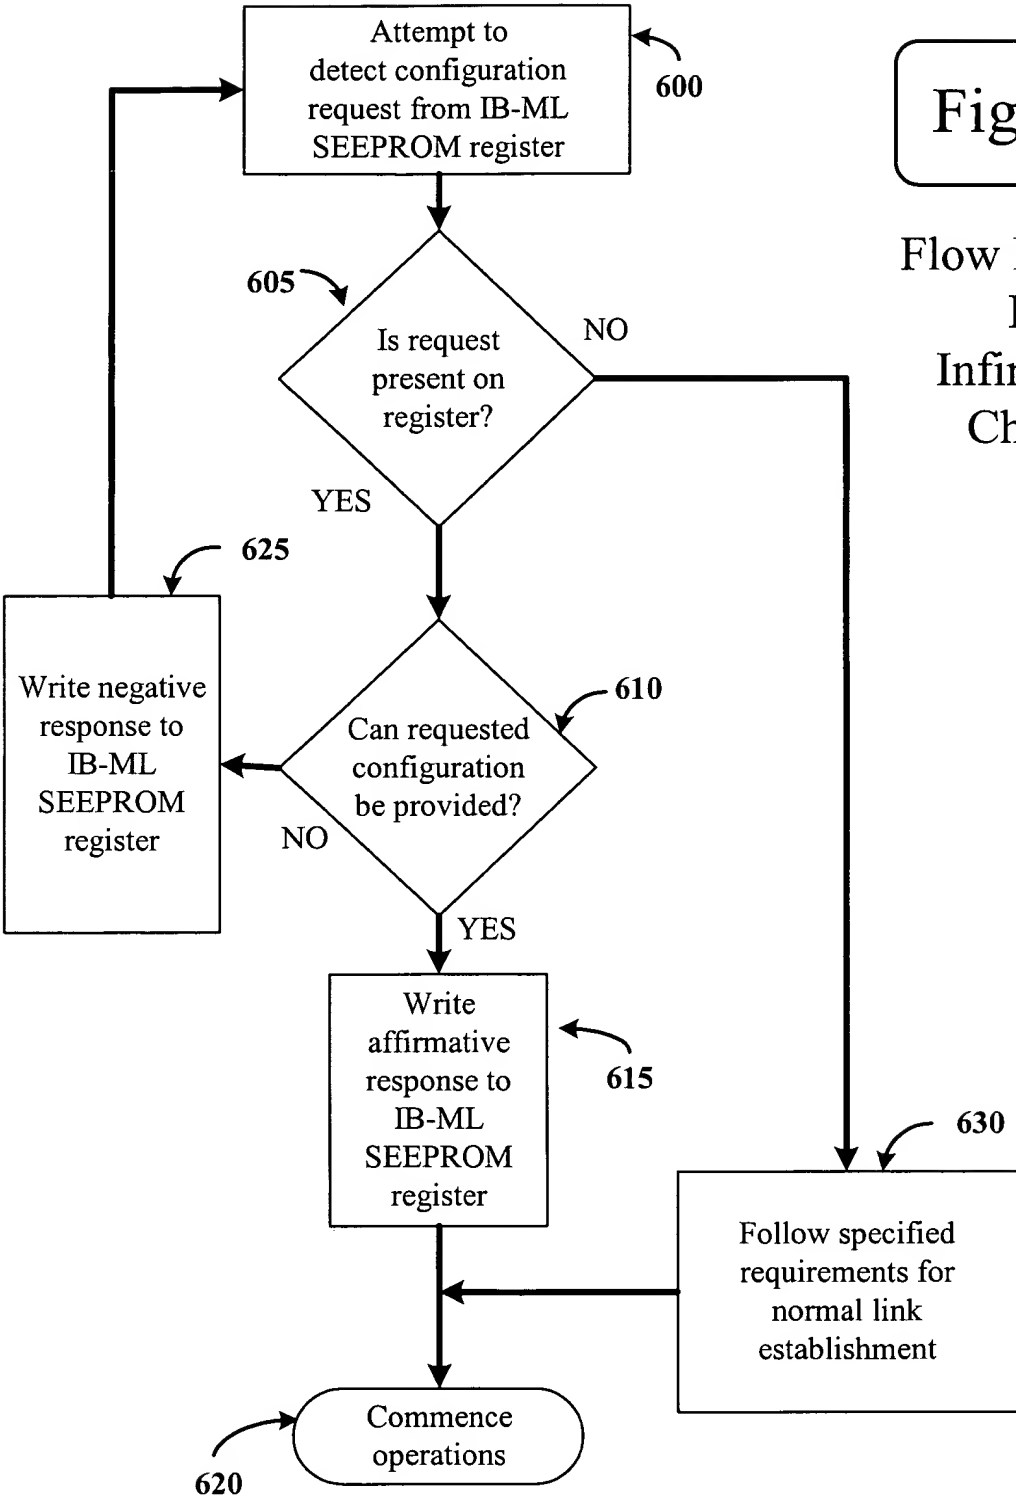 Attempt to
detect configuration
request from IB-ML
SEEPROM register
600
Fig
Flow
605
Is request
present on
register?
NO
Infin
Ch
YES
625
Write negative
response to
IB-ML
SEEPROM
register
610
Can requested
configuration
be provided?
NO
YES
Write
affirmative
response to
IB-ML
SEEPROM
register
615
630
Follow specified
requirements for
normal link
establishment
Commence
operations
620